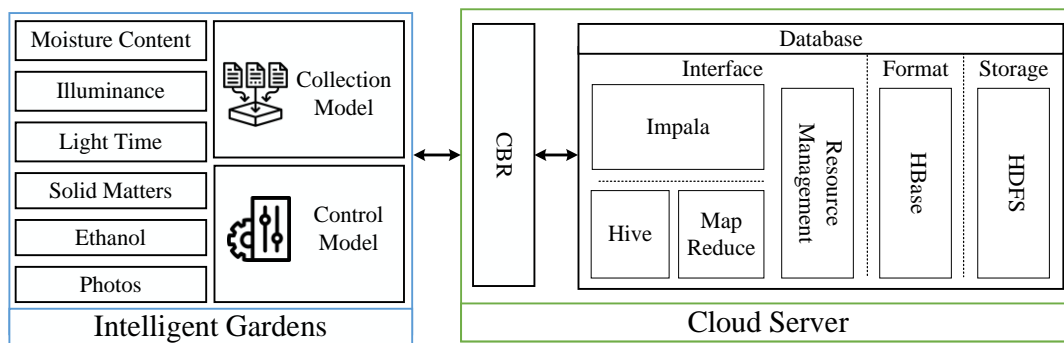 Moisture Content
Illuminance
Light Time
Solid Matters
Ethanol
Photos
Collection
Model
Control
Model
Intelligent Gardens
CBR
Database
Interface
Format
Storage
Impala
Hive
Map
Reduce
Resource
Management
HBase
HDFS
Cloud Server